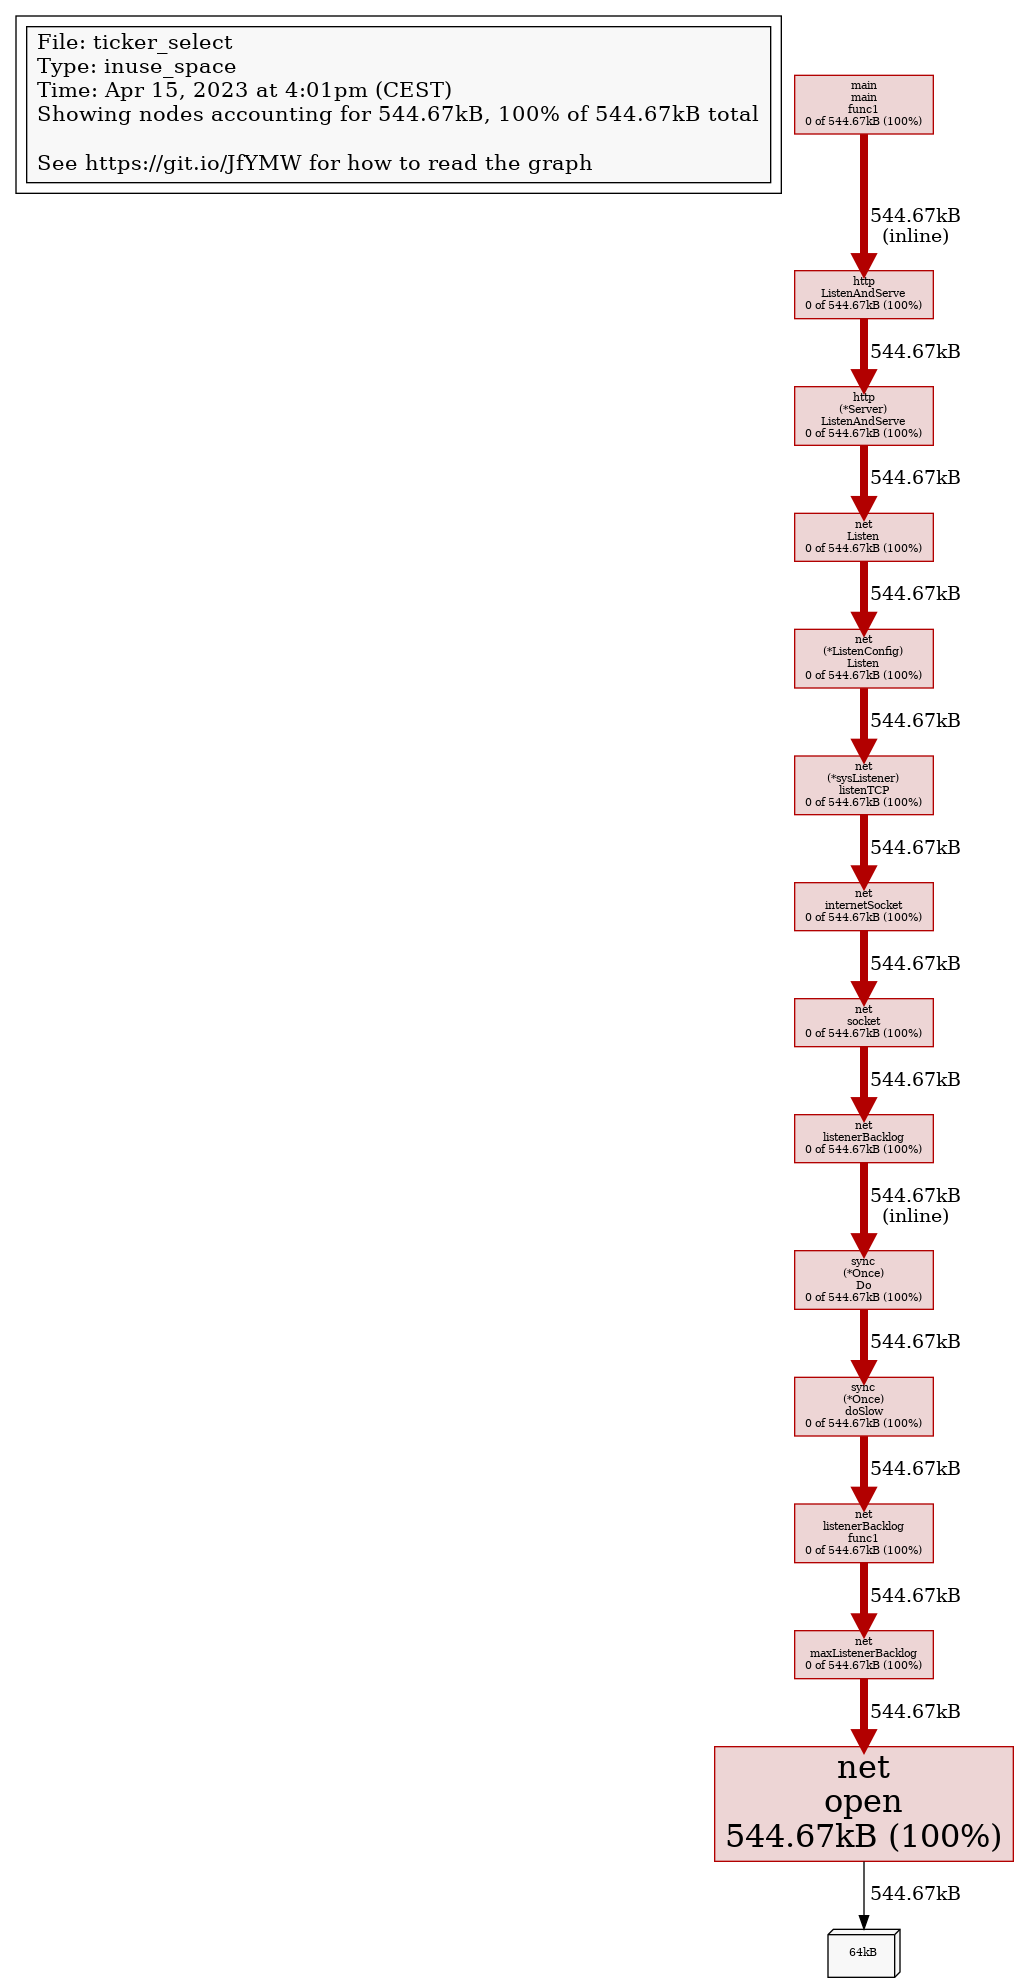 File: ticker_select
Type: inuse_space
Time: Apr 15, 2023 at 4:01pm (CEST)
Showing nodes accounting for 544.67kB, 100% of 544.67kB total
See https://git.io/JfYMW for how to read the graph
main
main
func1
0 of 544.67kB (100%)
544.67kB
(inline)
http
ListenAndServe
0 of 544.67kB (100%)
544.67kB
http
(*Server)
ListenAndServe
0 of 544.67kB (100%)
544.67kB
net
Listen
0 of 544.67kB (100%)
544.67kB
net
(*ListenConfig)
Listen
0 of 544.67kB (100%)
544.67kB
net
(*sysListener)
listenTCP
0 of 544.67kB (100%)
544.67kB
net
internetSocket
0 of 544.67kB (100%)
544.67kB
net
socket
0 of 544.67kB (100%)
544.67kB
net
listenerBacklog
0 of 544.67kB (100%)
544.67kB
(inline)
sync
(*Once)
Do
0 of 544.67kB (100%)
544.67kB
sync
(*Once)
doSlow
0 of 544.67kB (100%)
544.67kB
net
listenerBacklog
func1
0 of 544.67kB (100%)
544.67kB
net
maxListenerBacklog
0 of 544.67kB (100%)
544.67kB
net
open
544.67kB (100%)
544.67kB
64kB